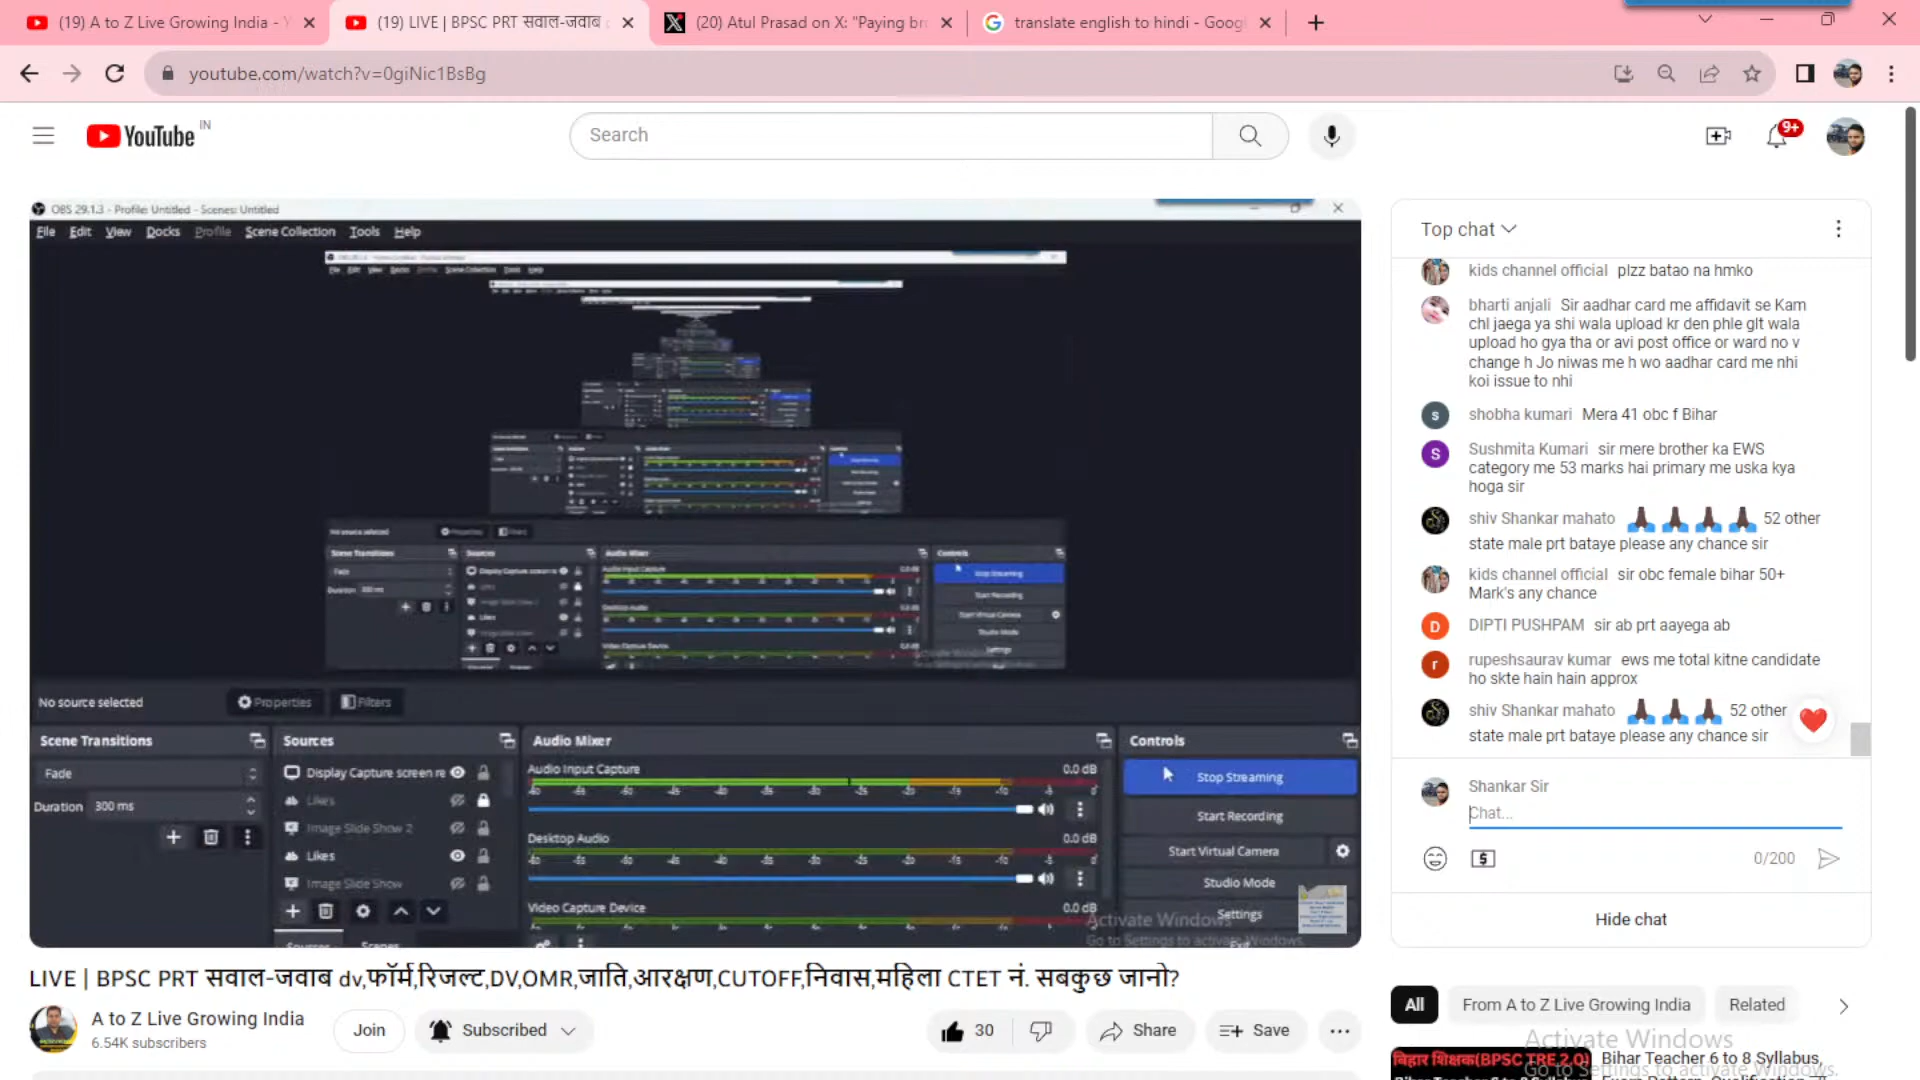 (19) A to Z Live Growing India -
(19) LIVE | BPSC PRT सवाल-जवाब
(20) Atul Prasad on X: "Paying br
translate english to hindi - Goog
youtube.com/watch?v=0giNic1BsBg
YouTube IN
Search
9+
OBS 29.1.3 - Profile: Untitled - Scenes: Untitled
File Edit View Docks Profile Scene Collection Tools Help
No source selected
Properties
Filters
Scene Transitions
Sources
Audio Mixer
Controls
Fade
Duration 300 ms
Display Capture screen re
Likes
Image Slide Show 2
Likes
Image Slide Show
Sources Scenes
Audio Input Capture 0.0 dB
Desktop Audio 0.0 dB
Video Capture Device 0.0 dB
Stop Streaming
Start Recording
Start Virtual Camera
Studio Mode
Settings
Exit
Activate Windows
Go to Settings to activate Windows.
Top chat
kids channel official plzz batao na hmko
bharti anjali Sir aadhar card me affidavit se Kam
chl jaega ya shi wala upload kr den phle glt wala
upload ho gya tha or avi post office or ward no v
change h Jo niwas me h wo aadhar card me nhi
koi issue to nhi
shobha kumari Mera 41 obc f Bihar
Sushmita Kumari sir mere brother ka EWS
category me 53 marks hai primary me uska kya
hoga sir
shiv Shankar mahato 52 other
state male prt bataye please any chance sir
kids channel official sir obc female bihar 50+
Mark's any chance
DIPTI PUSHPAM sir ab prt aayega ab
rupeshsaurav kumar ews me total kitne candidate
ho skte hain hain approx
shiv Shankar mahato 52 other
state male prt bataye please any chance sir
Shankar Sir
Chat...
0/200
Hide chat
LIVE | BPSC PRT सवाल-जवाब dv,फॉर्म,रिजल्ट,DV,OMR,जाति,आरक्षण,CUTOFF,निवास,महिला CTET नं. सबकुछ जानो?
A to Z Live Growing India
6.54K subscribers
Join
Subscribed
30
Share
Save
All
From A to Z Live Growing India
Related
Activate Windows
Go to Settings to activate Windows.
बिहार शिक्षक(BPSC TRE 2.0)
Bihar Teacher 6 to 8 Syllabus,